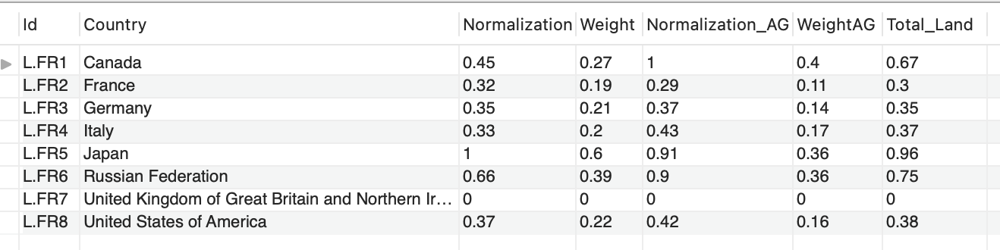 Id Country Normalization Weight Normalization_AG WeightAG Total_Land
L.FR1 Canada 0.45 0.27 1 0.4 0.67
L.FR2 France 0.32 0.19 0.29 0.11 0.3
L.FR3 Germany 0.35 0.21 0.37 0.14 0.35
L.FR4 Italy 0.33 0.2 0.43 0.17 0.37
L.FR5 Japan 1 0.6 0.91 0.36 0.96
L.FR6 Russian Federation 0.66 0.39 0.9 0.36 0.75
L.FR7 United Kingdom of Great Britain and Northern Ir... 0 0 0 0 0
L.FR8 United States of America 0.37 0.22 0.42 0.16 0.38